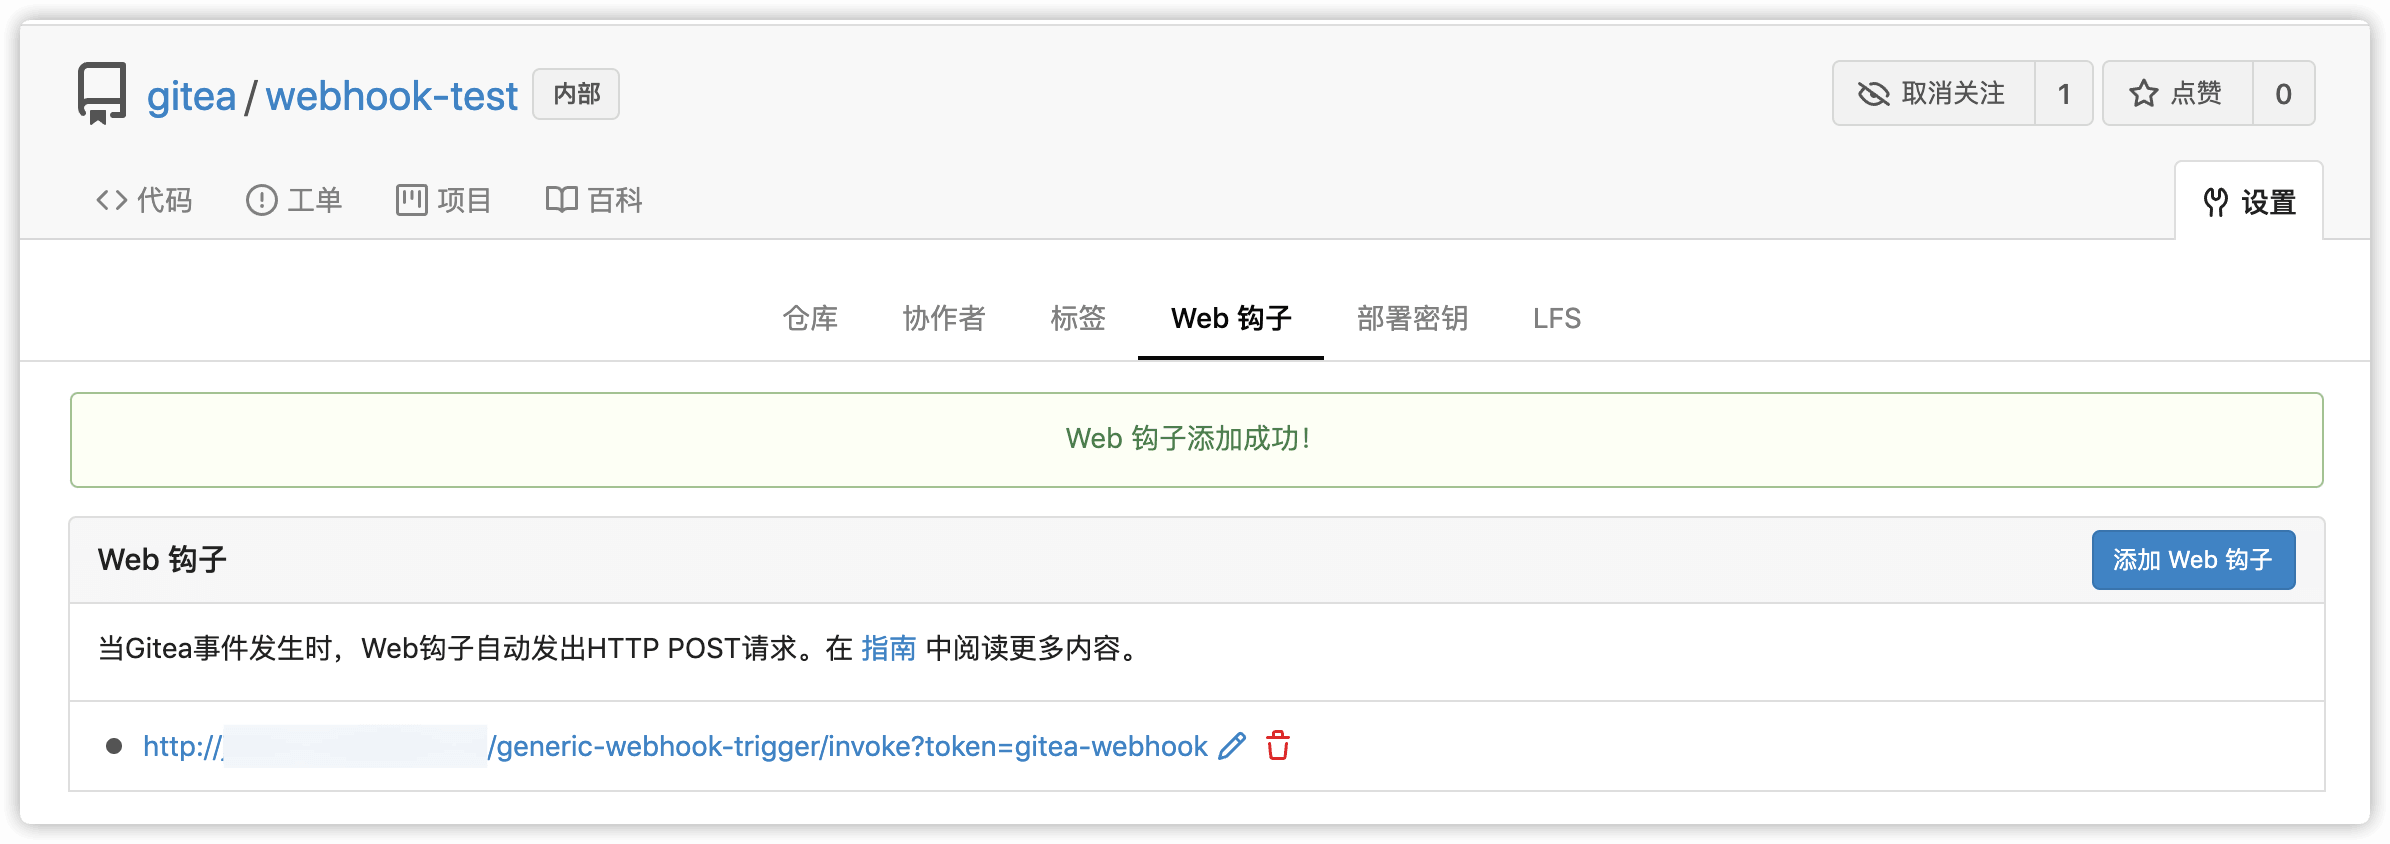 gitea / webhook-test 内部 取消关注 1 点赞 0
代码 工单 项目 百科 设置
仓库 协作者 标签 Web 钩子 部署密钥 LFS
Web 钩子添加成功！
Web 钩子 添加 Web 钩子
当Gitea事件发生时，Web钩子自动发出HTTP POST请求。在 指南 中阅读更多内容。
http:// /generic-webhook-trigger/invoke?token=gitea-webhook